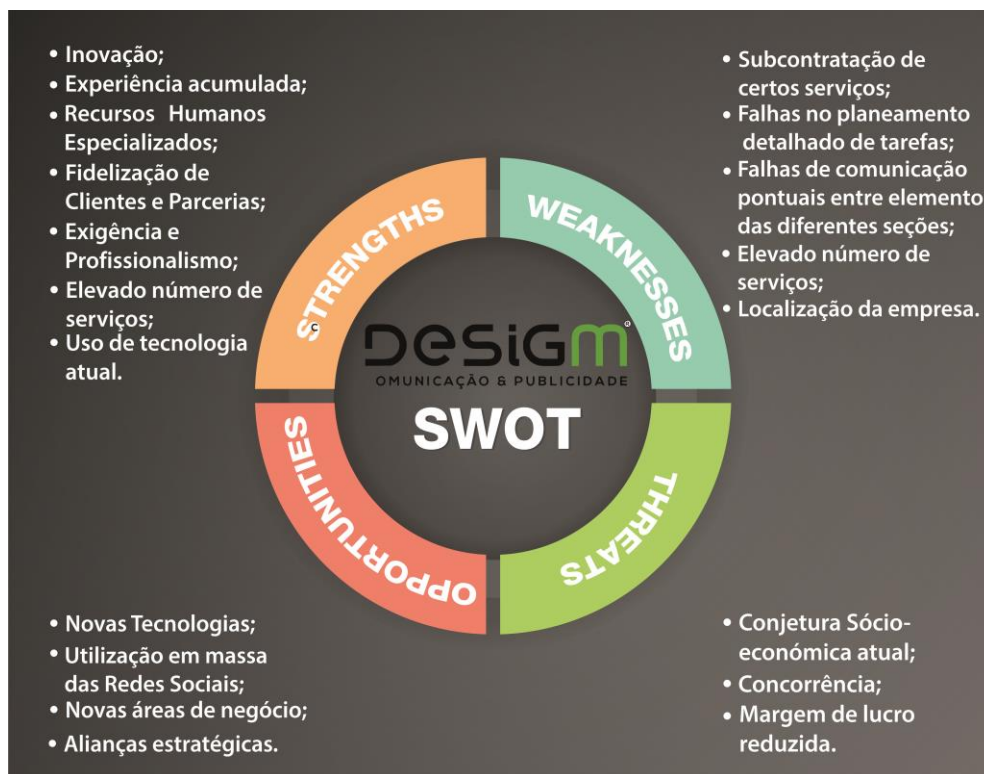 • Inovação;
• Experiência acumulada;
• Recursos Humanos
Especializados;
• Fidelização de
Clientes e Parcerias;
• Exigência e
Profissionalismo;
• Elevado número de
serviços;
• Uso de tecnologia
atual.
• Subcontratação de
certos serviços;
• Falhas no planeamento
detalhado de tarefas;
• Falhas de comunicação
pontuais entre elemento
das diferentes seções;
• Elevado número de
serviços;
• Localização da empresa.
STRENGTHS
WEAKNESSES
C
DESiGm®
OMUNICAÇÃO & PUBLICIDADE
SWOT
OPPORTUNITIES
THREATS
• Novas Tecnologias;
• Utilização em massa
das Redes Sociais;
• Novas áreas de negócio;
• Alianças estratégicas.
• Conjetura Sócio-
económica atual;
• Concorrência;
• Margem de lucro
reduzida.